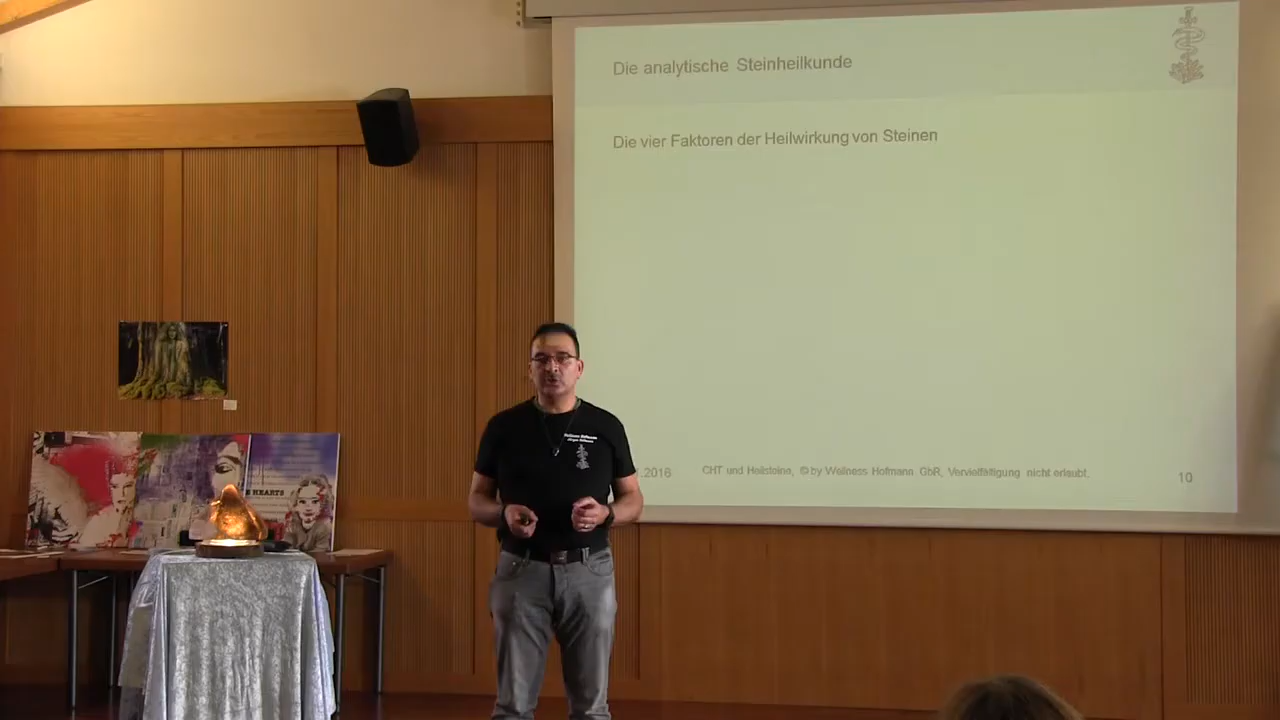 Die analytische Steinheilkunde
Die vier Faktoren der Heilwirkung von Steinen
.2016
CHT und Heilsteine, © by Wellness Hofmann GbR, Vervielfältigung nicht erlaubt.
10
HEARTS